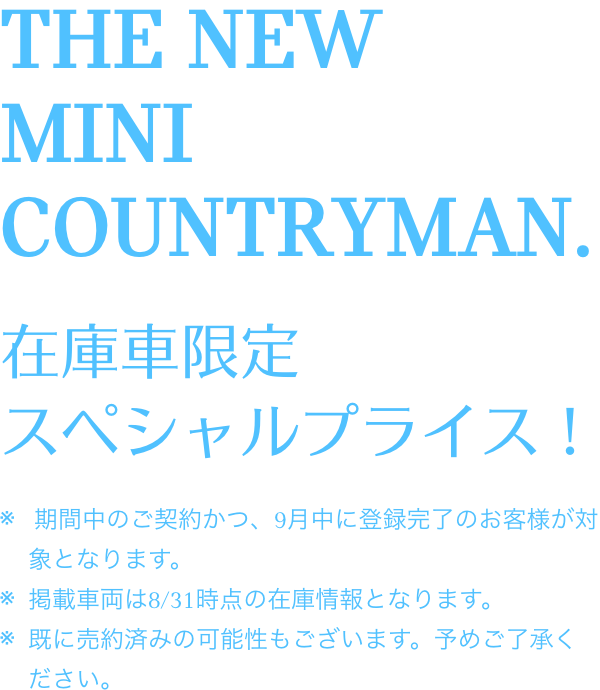 THE NEW
MINI
COUNTRYMAN.
在庫車限定
スペシャルプライス！
※ 期間中のご契約かつ、9月中に登録完了のお客様が対
象となります。
※ 掲載車両は8/31時点の在庫情報となります。
※ 既に売約済みの可能性もございます。予めご了承く
ださい。